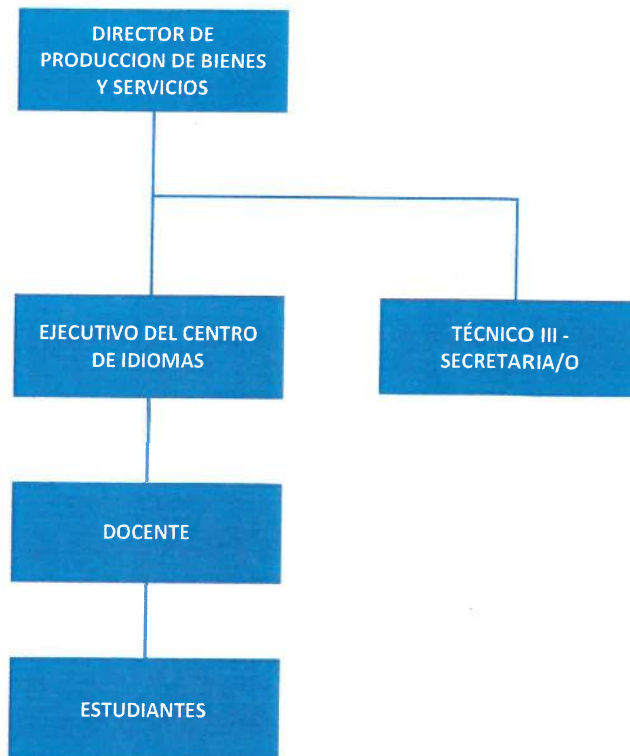 DIRECTOR DE
PRODUCCION DE BIENES
Y SERVICIOS
EJECUTIVO DEL CENTRO
DE IDIOMAS
TÉCNICO III -
SECRETARIA/O
DOCENTE
ESTUDIANTES